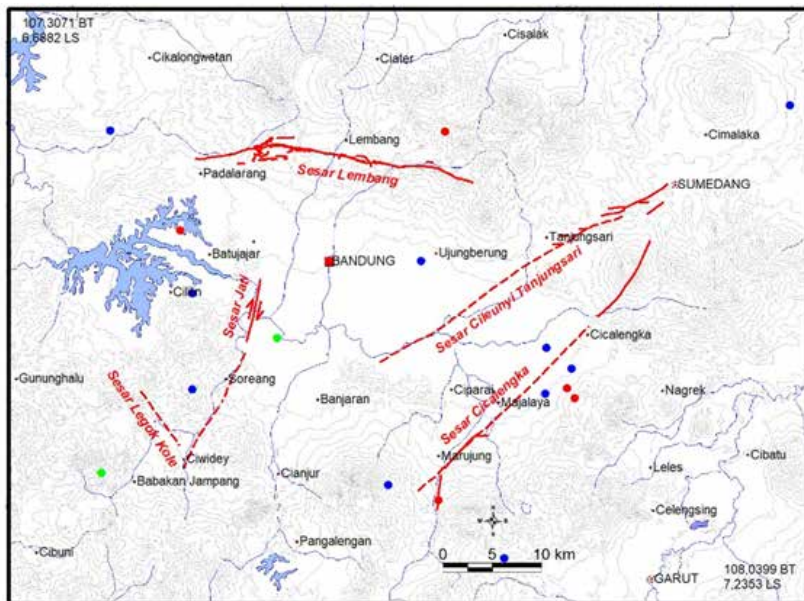 107.3071 BT
6.6882 LS
Cisalak
Cikalongwetan
Ciater
Lembang
Cimalaka
Padalarang
Sesar Lembang
SUMEDANG
Tanjungsari
Batujajar
BANDUNG
Ujungberung
Cililin
Sesar Jati
Sesar Cileunyi Tanjungsari
Cicalengka
Gununghalu
Soreang
Banjaran
Ciparai
Majalaya
Nagrek
Sesar Cicalengka
Sesar Legok Kole
Ciwidey
Marujung
Cibatu
Leles
Babakan Jampang
Cianjur
Celengsing
Cibuni
Pangalengan
0 5 10 km
GARUT
108.0399 BT
7.2353 LS